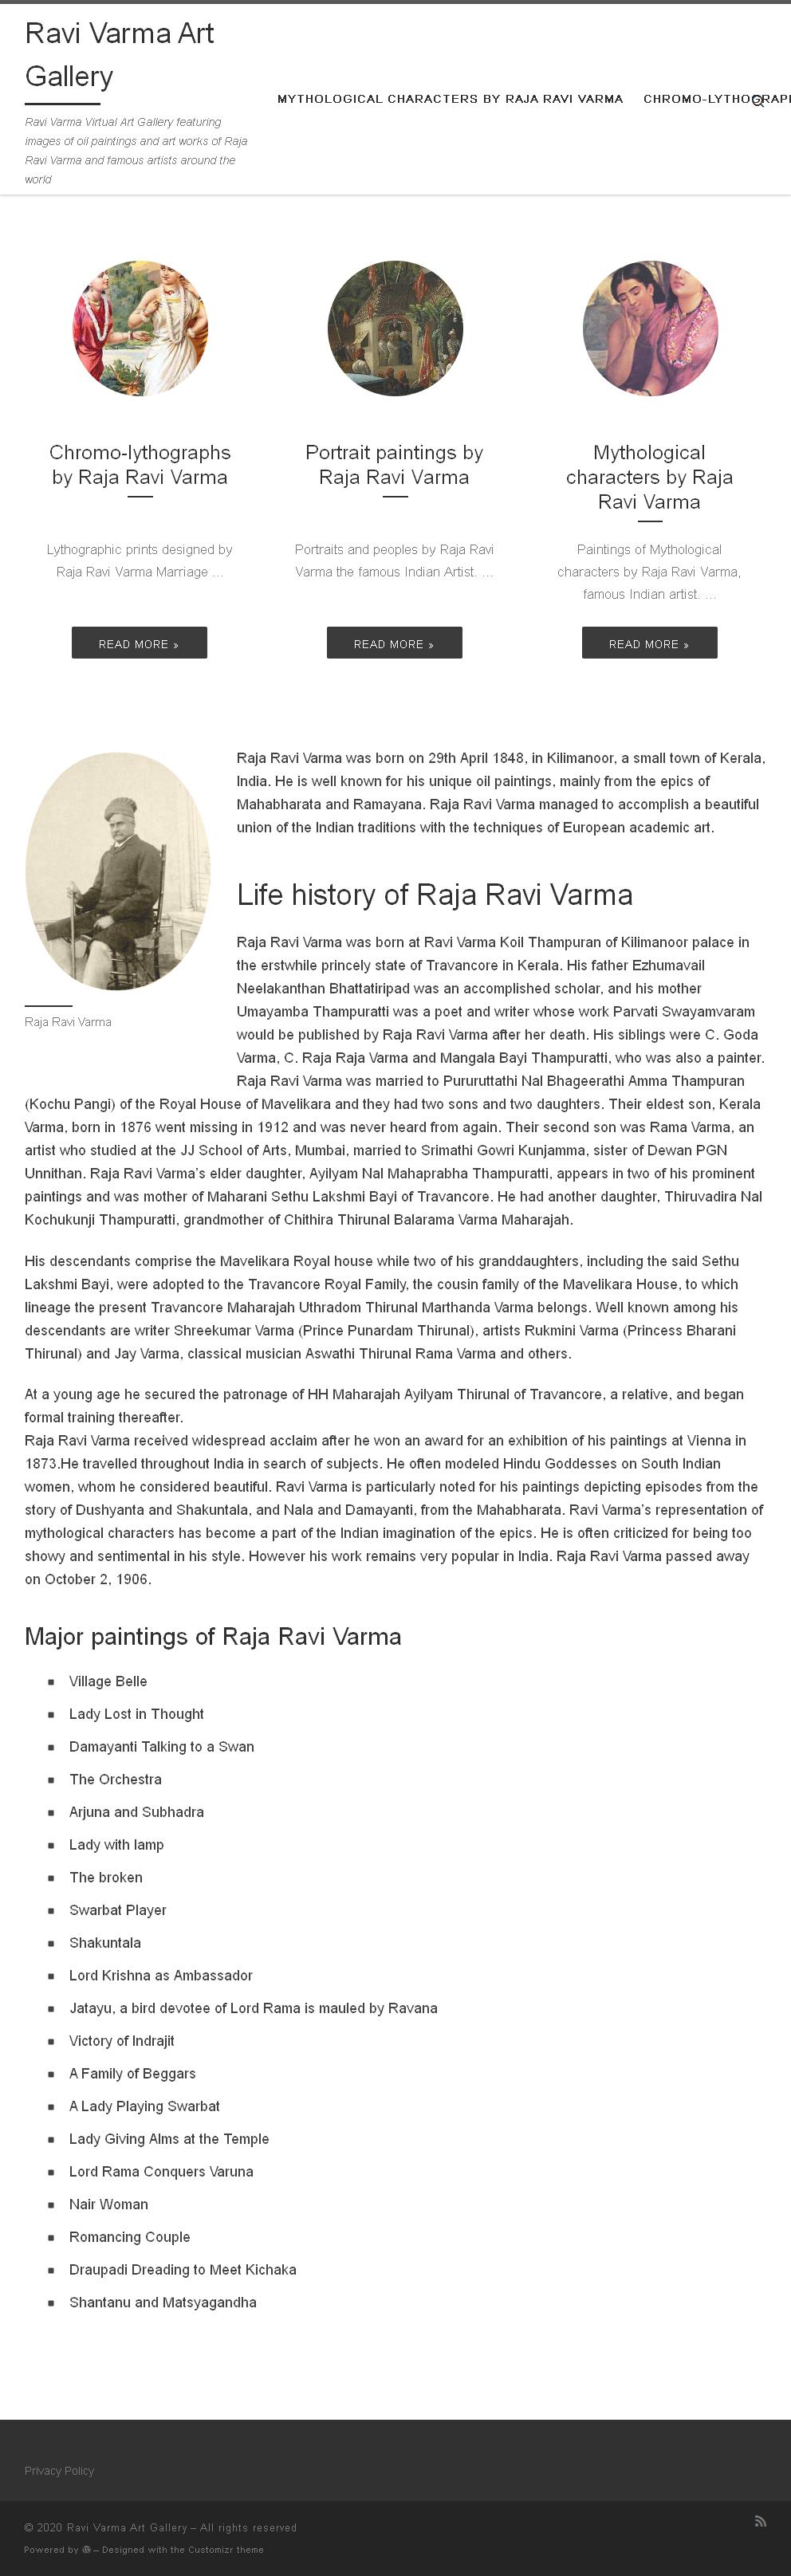 Ravi Varma Art
Gallery
Ravi Varma Virtual Art Gallery featuring
images of oil paintings and art works of Raja
Ravi Varma and famous artists around the
world
MYTHOLOGICAL CHARACTERS BY RAJA RAVI VARMA CHROMO-LYTHOGRAPH
Chromo-lythographs
by Raja Ravi Varma
Lythographic prints designed by
Raja Ravi Varma Marriage …
READ MORE »
Portrait paintings by
Raja Ravi Varma
Portraits and peoples by Raja Ravi
Varma the famous Indian Artist. …
READ MORE »
Mythological
characters by Raja
Ravi Varma
Paintings of Mythological
characters by Raja Ravi Varma,
famous Indian artist. …
READ MORE »
Raja Ravi Varma
Raja Ravi Varma was born on 29th April 1848, in Kilimanoor, a small town of Kerala,
India. He is well known for his unique oil paintings, mainly from the epics of
Mahabharata and Ramayana. Raja Ravi Varma managed to accomplish a beautiful
union of the Indian traditions with the techniques of European academic art.
Life history of Raja Ravi Varma
Raja Ravi Varma was born at Ravi Varma Koil Thampuran of Kilimanoor palace in
the erstwhile princely state of Travancore in Kerala. His father Ezhumavail
Neelakanthan Bhattatiripad was an accomplished scholar, and his mother
Umayamba Thampuratti was a poet and writer whose work Parvati Swayamvaram
would be published by Raja Ravi Varma after her death. His siblings were C. Goda
Varma, C. Raja Raja Varma and Mangala Bayi Thampuratti, who was also a painter.
Raja Ravi Varma was married to Pururuttathi Nal Bhageerathi Amma Thampuran
(Kochu Pangi) of the Royal House of Mavelikara and they had two sons and two daughters. Their eldest son, Kerala
Varma, born in 1876 went missing in 1912 and was never heard from again. Their second son was Rama Varma, an
artist who studied at the JJ School of Arts, Mumbai, married to Srimathi Gowri Kunjamma, sister of Dewan PGN
Unnithan. Raja Ravi Varma's elder daughter, Ayilyam Nal Mahaprabha Thampuratti, appears in two of his prominent
paintings and was mother of Maharani Sethu Lakshmi Bayi of Travancore. He had another daughter, Thiruvadira Nal
Kochukunji Thampuratti, grandmother of Chithira Thirunal Balarama Varma Maharajah.
His descendants comprise the Mavelikara Royal house while two of his granddaughters, including the said Sethu
Lakshmi Bayi, were adopted to the Travancore Royal Family, the cousin family of the Mavelikara House, to which
lineage the present Travancore Maharajah Uthradom Thirunal Marthanda Varma belongs. Well known among his
descendants are writer Shreekumar Varma (Prince Punardam Thirunal), artists Rukmini Varma (Princess Bharani
Thirunal) and Jay Varma, classical musician Aswathi Thirunal Rama Varma and others.
At a young age he secured the patronage of HH Maharajah Ayilyam Thirunal of Travancore, a relative, and began
formal training thereafter.
Raja Ravi Varma received widespread acclaim after he won an award for an exhibition of his paintings at Vienna in
1873.He travelled throughout India in search of subjects. He often modeled Hindu Goddesses on South Indian
women, whom he considered beautiful. Ravi Varma is particularly noted for his paintings depicting episodes from the
story of Dushyanta and Shakuntala, and Nala and Damayanti, from the Mahabharata. Ravi Varma's representation of
mythological characters has become a part of the Indian imagination of the epics. He is often criticized for being too
showy and sentimental in his style. However his work remains very popular in India. Raja Ravi Varma passed away
on October 2, 1906.
Major paintings of Raja Ravi Varma
Village Belle
Lady Lost in Thought
Damayanti Talking to a Swan
The Orchestra
Arjuna and Subhadra
Lady with lamp
The broken
Swarbat Player
Shakuntala
Lord Krishna as Ambassador
Jatayu, a bird devotee of Lord Rama is mauled by Ravana
Victory of Indrajit
A Family of Beggars
A Lady Playing Swarbat
Lady Giving Alms at the Temple
Lord Rama Conquers Varuna
Nair Woman
Romancing Couple
Draupadi Dreading to Meet Kichaka
Shantanu and Matsyagandha
Privacy Policy
© 2020 Ravi Varma Art Gallery – All rights reserved
Powered by – Designed with the Customizr theme